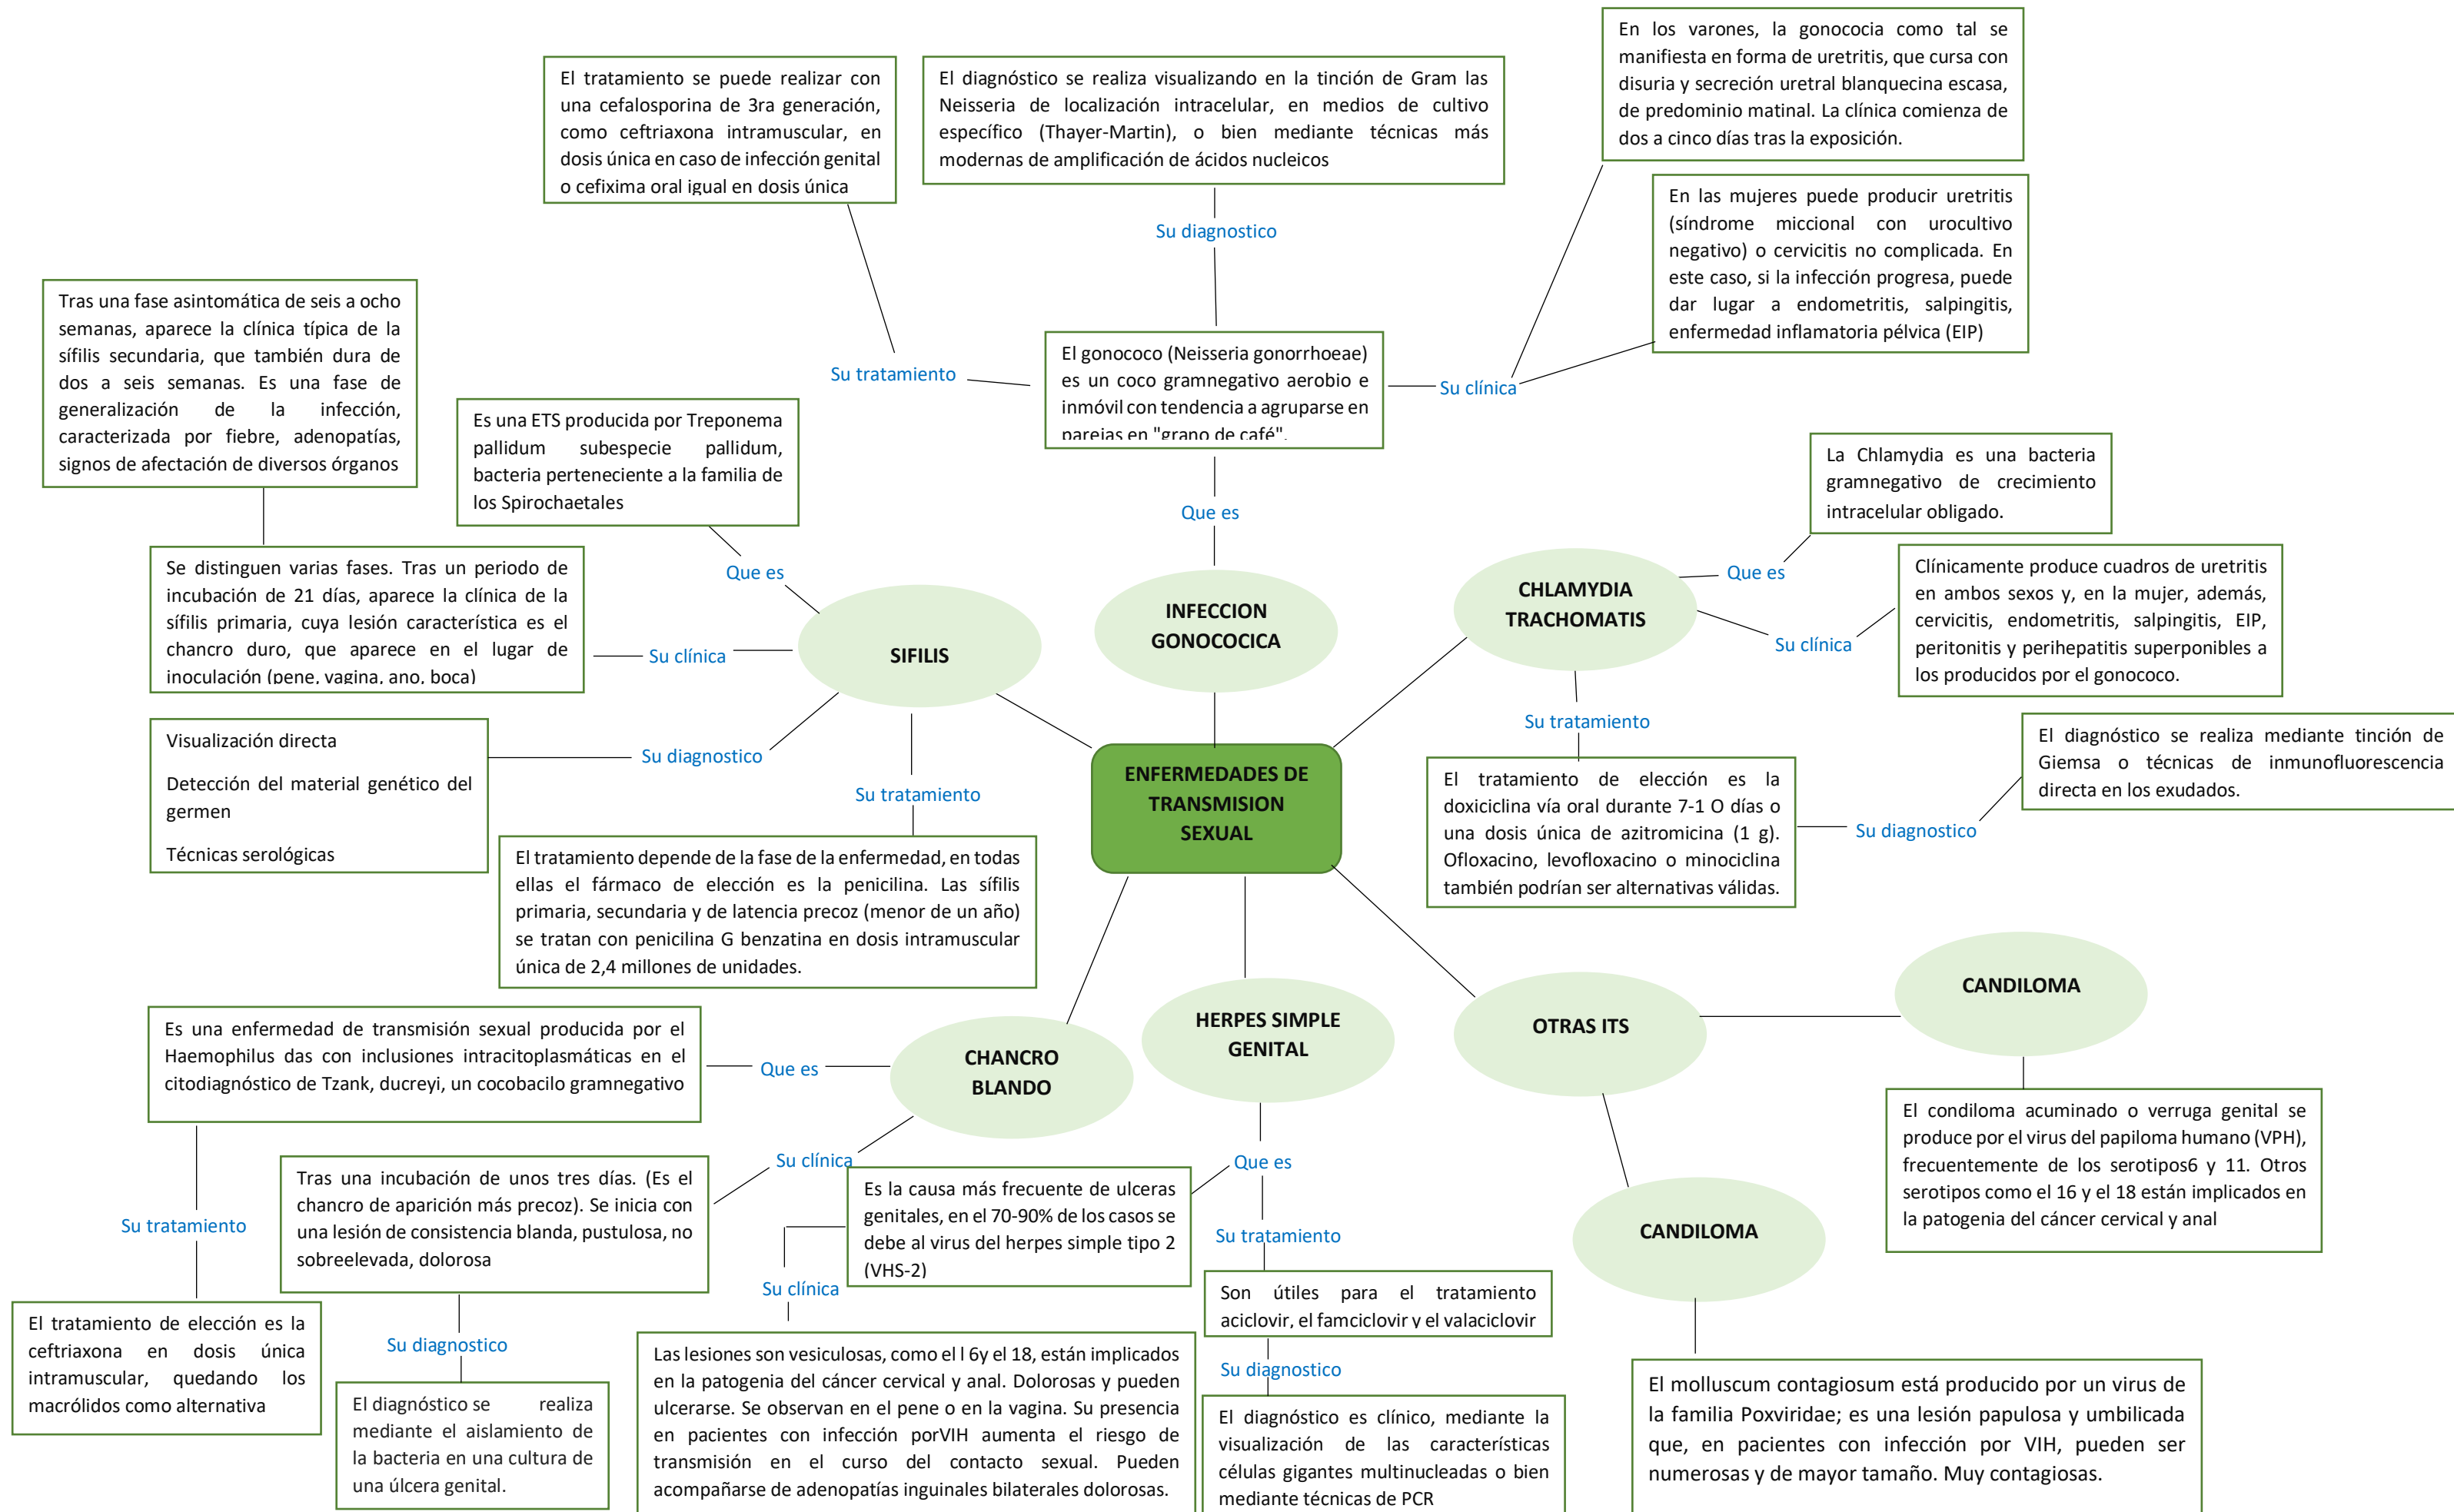 En los varones, la gonococia como tal se
manifiesta en forma de uretritis, que cursa con
disuria y secreción uretral blanquecina escasa,
de predominio matinal. La clínica comienza de
dos a cinco días tras la exposición.
El tratamiento se puede realizar con
una cefalosporina de 3ra generación,
como ceftriaxona intramuscular, en
dosis única en caso de infección genital
o cefixima oral igual en dosis única
El diagnóstico se realiza visualizando en la tinción de Gram las
Neisseria de localización intracelular, en medios de cultivo
específico (Thayer-Martin), o bien mediante técnicas más
modernas de amplificación de ácidos nucleicos
En las mujeres puede producir uretritis
(síndrome miccional con urocultivo
negativo) o cervicitis no complicada. En
este caso, si la infección progresa, puede
dar lugar a endometritis, salpingitis,
enfermedad inflamatoria pélvica (EIP)
Su diagnostico
Su tratamiento
El gonococo (Neisseria gonorrhoeae)
es un coco gramnegativo aerobio e
inmóvil con tendencia a agruparse en
parejas en "grano de café".
Su clínica
Tras una fase asintomática de seis a ocho
semanas, aparece la clínica típica de la
sífilis secundaria, que también dura de
dos a seis semanas. Es una fase de
generalización de la infección,
caracterizada por fiebre, adenopatías,
signos de afectación de diversos órganos
Es una ETS producida por Treponema
pallidum subespecie pallidum,
bacteria perteneciente a la familia de
los Spirochaetales
Que es
La Chlamydia es una bacteria
gramnegativo de crecimiento
intracelular obligado.
Se distinguen varias fases. Tras un periodo de
incubación de 21 días, aparece la clínica de la
sífilis primaria, cuya lesión característica es el
chancro duro, que aparece en el lugar de
inoculación (pene, vagina, ano, boca)
Que es
Su clínica
SIFILIS
INFECCION
GONOCOCICA
CHLAMYDIA
TRACHOMATIS
Que es
Su clínica
Clínicamente produce cuadros de uretritis
en ambos sexos y, en la mujer, además,
cervicitis, endometritis, salpingitis, EIP,
peritonitis y perihepatitis superponibles a
los producidos por el gonococo.
Visualización directa
Detección del material genético del
germen
Técnicas serológicas
Su diagnostico
Su tratamiento
ENFERMEDADES DE
TRANSMISION
SEXUAL
Su tratamiento
El tratamiento de elección es la
doxiciclina vía oral durante 7-1 O días o
una dosis única de azitromicina (1 g).
Ofloxacino, levofloxacino o minociclina
también podrían ser alternativas válidas.
Su diagnostico
El diagnóstico se realiza mediante tinción de
Giemsa o técnicas de inmunofluorescencia
directa en los exudados.
El tratamiento depende de la fase de la enfermedad, en todas
ellas el fármaco de elección es la penicilina. Las sífilis
primaria, secundaria y de latencia precoz (menor de un año)
se tratan con penicilina G benzatina en dosis intramuscular
única de 2,4 millones de unidades.
Es una enfermedad de transmisión sexual producida por el
Haemophilus das con inclusiones intracitoplasmáticas en el
citodiagnóstico de Tzank, ducreyi, un cocobacilo gramnegativo
Que es
CHANCRO
BLANDO
HERPES SIMPLE
GENITAL
OTRAS ITS
CANDILOMA
El condiloma acuminado o verruga genital se
produce por el virus del papiloma humano (VPH),
frecuentemente de los serotipos6 y 11. Otros
serotipos como el 16 y el 18 están implicados en
la patogenia del cáncer cervical y anal
Su tratamiento
Tras una incubación de unos tres días. (Es el
chancro de aparición más precoz). Se inicia con
una lesión de consistencia blanda, pustulosa, no
sobreelevada, dolorosa
Su clínica
Es la causa más frecuente de ulceras
genitales, en el 70-90% de los casos se
debe al virus del herpes simple tipo 2
(VHS-2)
Que es
Su tratamiento
CANDILOMA
Su clínica
Son útiles para el tratamiento
aciclovir, el famciclovir y el valaciclovir
El tratamiento de elección es la
ceftriaxona en dosis única
intramuscular, quedando los
macrólidos como alternativa
Su diagnostico
El diagnóstico se realiza
mediante el aislamiento de
la bacteria en una cultura de
una úlcera genital.
Las lesiones son vesiculosas, como el l 6y el 18, están implicados
en la patogenia del cáncer cervical y anal. Dolorosas y pueden
ulcerarse. Se observan en el pene o en la vagina. Su presencia
en pacientes con infección porVIH aumenta el riesgo de
transmisión en el curso del contacto sexual. Pueden
acompañarse de adenopatías inguinales bilaterales dolorosas.
Su diagnostico
El diagnóstico es clínico, mediante la
visualización de las características
células gigantes multinucleadas o bien
mediante técnicas de PCR
El molluscum contagiosum está producido por un virus de
la familia Poxviridae; es una lesión papulosa y umbilicada
que, en pacientes con infección por VIH, pueden ser
numerosas y de mayor tamaño. Muy contagiosas.